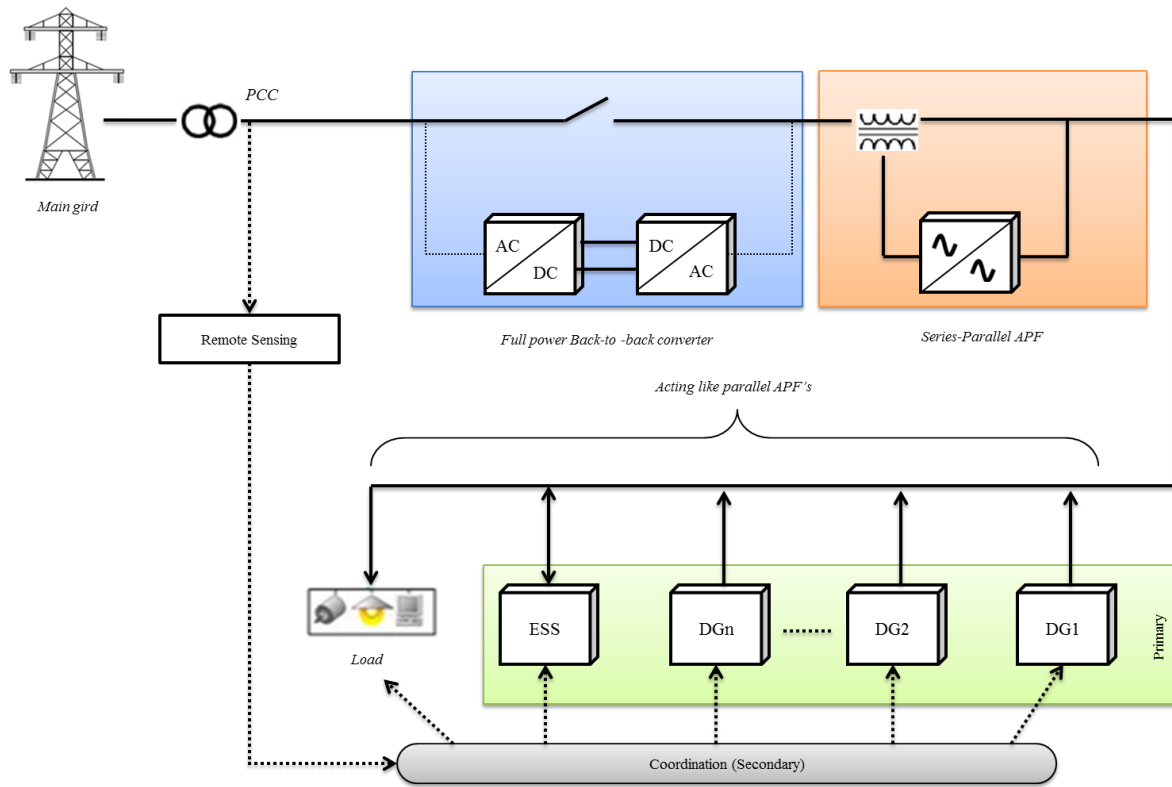 PCC
Main gird
AC
DC
DC
AC
Remote Sensing
Full power Back-to -back converter
Series-Parallel APF
Acting like parallel APF's
ESS
DGn
DG2
DG1
Primary
Load
Coordination (Secondary)